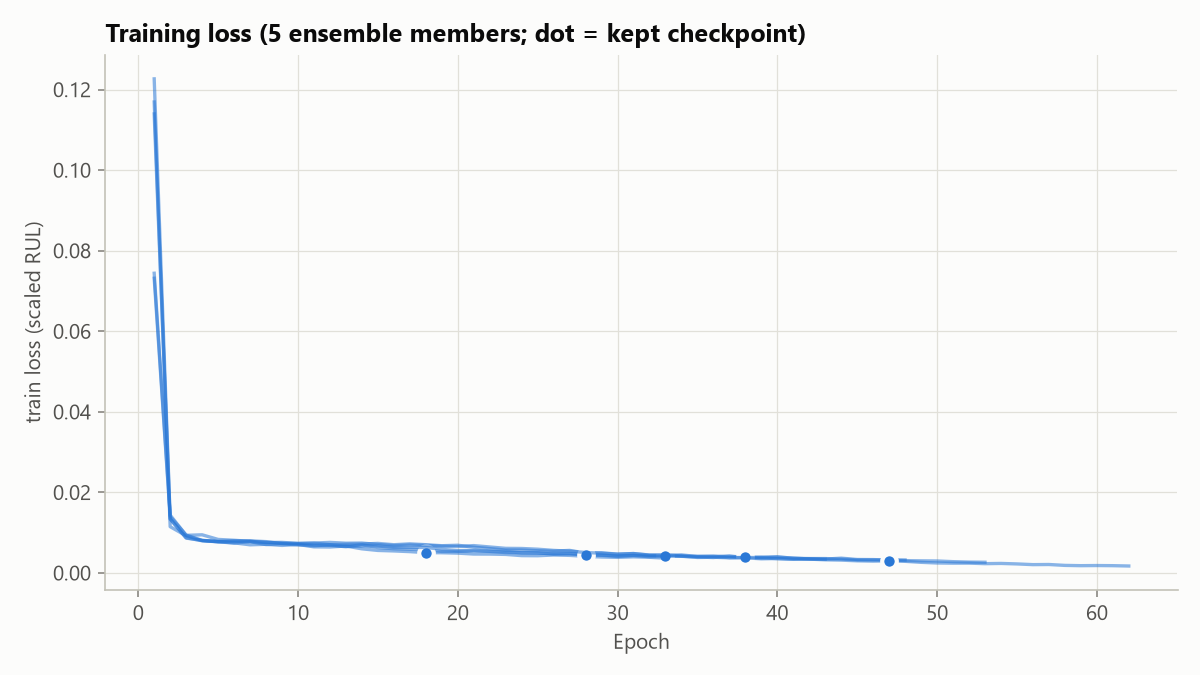 Training loss (5 ensemble members; dot = kept checkpoint)
train loss (scaled RUL)
0.12
0.10
0.08
0.06
0.04
0.02
0.00
0 10 20 30 40 50 60
Epoch